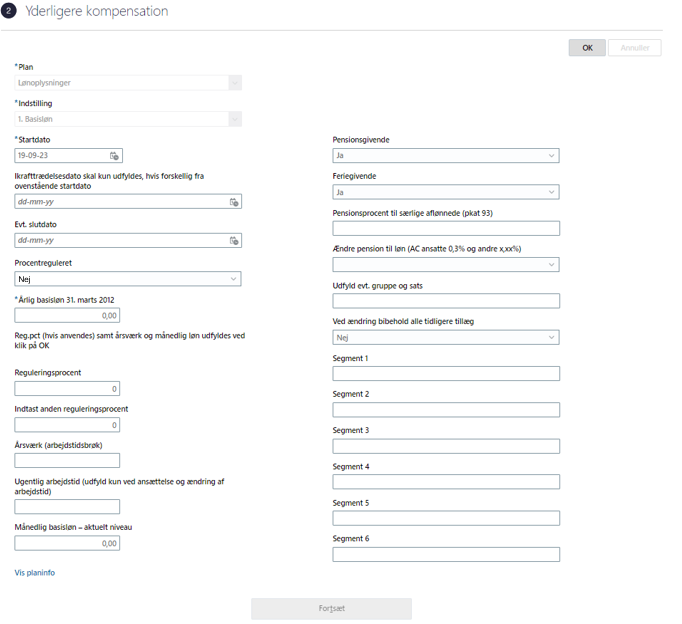 2 Yderligere kompensation
OK Annuller
*Plan
Lønoplysninger
*Indstilling
1. Basisløn
*Startdato
19-09-23
Ikrafttrædelsesdato skal kun udfyldes, hvis forskellig fra
ovenstående startdato
dd-mm-yy
Evt. slutdato
dd-mm-yy
Procentreguleret
Nej
*Årlig basisløn 31. marts 2012
0,00
Reg.pct (hvis anvendes) samt årsværk og månedlig løn udfyldes ved
klik på OK
Reguleringsprocent
0
Indtast anden reguleringsprocent
0
Årsværk (arbejdstidsbrøk)
Ugentlig arbejdstid (udfyld kun ved ansættelse og ændring af
arbejdstid)
Månedlig basisløn – aktuelt niveau
0,00
Vis planinfo
Pensionsgivende
Ja
Feriegivende
Ja
Pensionsprocent til særlige aflønnede (pkat 93)
Ændre pension til løn (AC ansatte 0,3% og andre x,xx%)
Udfyld evt. gruppe og sats
Ved ændring bibehold alle tidligere tillæg
Nej
Segment 1
Segment 2
Segment 3
Segment 4
Segment 5
Segment 6
Fortsæt